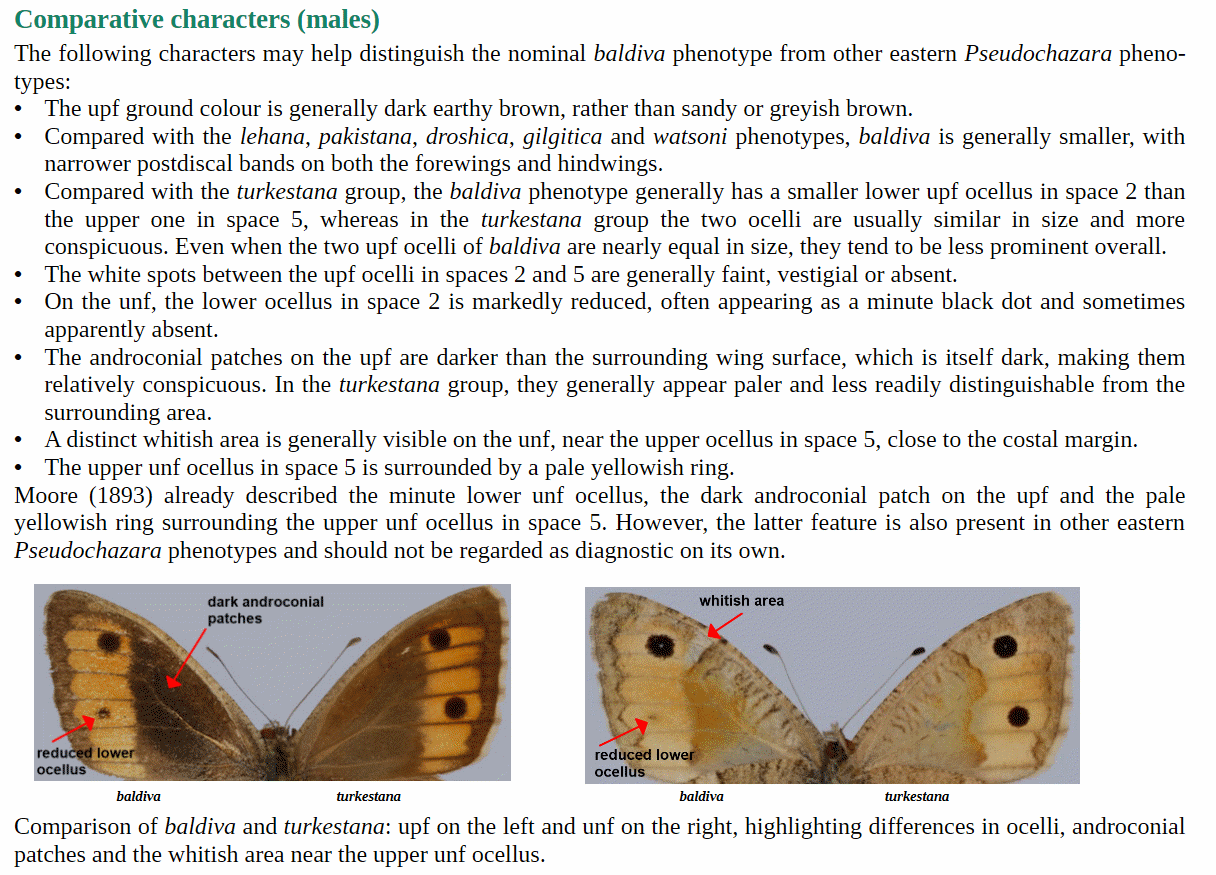 Comparative characters (males)
The following characters may help distinguish the nominal baldiva phenotype from other eastern Pseudochazara pheno-
types:
• The upf ground colour is generally dark earthy brown, rather than sandy or greyish brown.
• Compared with the lehana, pakistana, droshica, gilgitica and watsoni phenotypes, baldiva is generally smaller, with
narrower postdiscal bands on both the forewings and hindwings.
• Compared with the turkestana group, the baldiva phenotype generally has a smaller lower upf ocellus in space 2 than
the upper one in space 5, whereas in the turkestana group the two ocelli are usually similar in size and more
conspicuous. Even when the two upf ocelli of baldiva are nearly equal in size, they tend to be less prominent overall.
• The white spots between the upf ocelli in spaces 2 and 5 are generally faint, vestigial or absent.
• On the unf, the lower ocellus in space 2 is markedly reduced, often appearing as a minute black dot and sometimes
apparently absent.
• The androconial patches on the upf are darker than the surrounding wing surface, which is itself dark, making them
relatively conspicuous. In the turkestana group, they generally appear paler and less readily distinguishable from the
surrounding area.
• A distinct whitish area is generally visible on the unf, near the upper ocellus in space 5, close to the costal margin.
• The upper unf ocellus in space 5 is surrounded by a pale yellowish ring.
Moore (1893) already described the minute lower unf ocellus, the dark androconial patch on the upf and the pale
yellowish ring surrounding the upper unf ocellus in space 5. However, the latter feature is also present in other eastern
Pseudochazara phenotypes and should not be regarded as diagnostic on its own.
dark androconial
patches
reduced lower
ocellus
baldiva
turkestana
whitish area
reduced lower
ocellus
baldiva
turkestana
Comparison of baldiva and turkestana: upf on the left and unf on the right, highlighting differences in ocelli, androconial
patches and the whitish area near the upper unf ocellus.